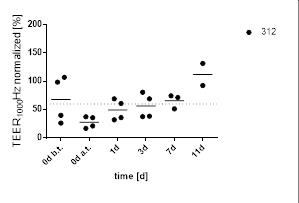 TEER1000Hz normalized [%]
200
150
100
50
0
0d b.t.
0d a.t.
1d
3d
7d
11d
time [d]
312